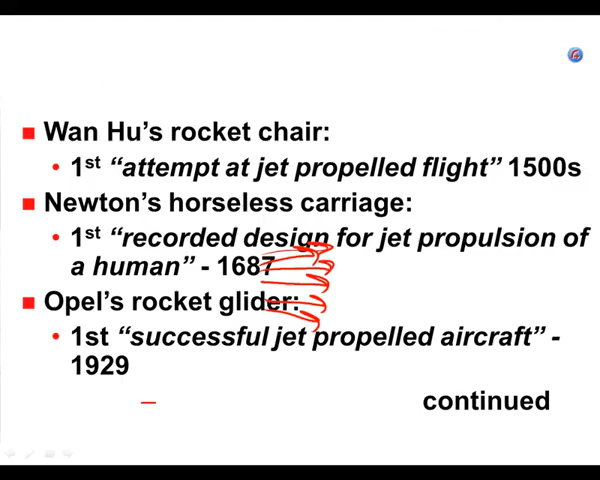 ■ Wan Hu's rocket chair:
• 1st “attempt at jet propelled flight” 1500s
■ Newton's horseless carriage:
• 1st “recorded design for jet propulsion of
a human” - 1687
■ Opel's rocket glider:
• 1st “successful jet propelled aircraft” -
1929
continued